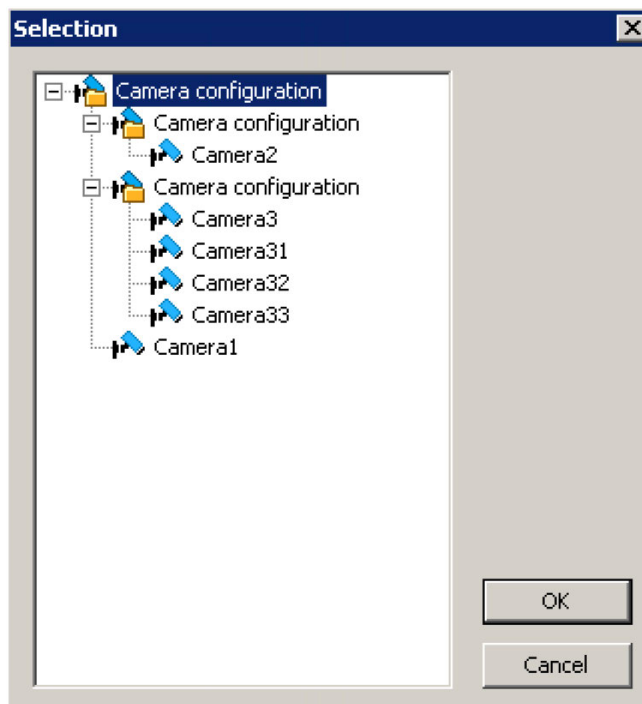 Selection
Camera configuration
Camera configuration
Camera2
Camera configuration
Camera3
Camera31
Camera32
Camera33
Camera1
OK
Cancel